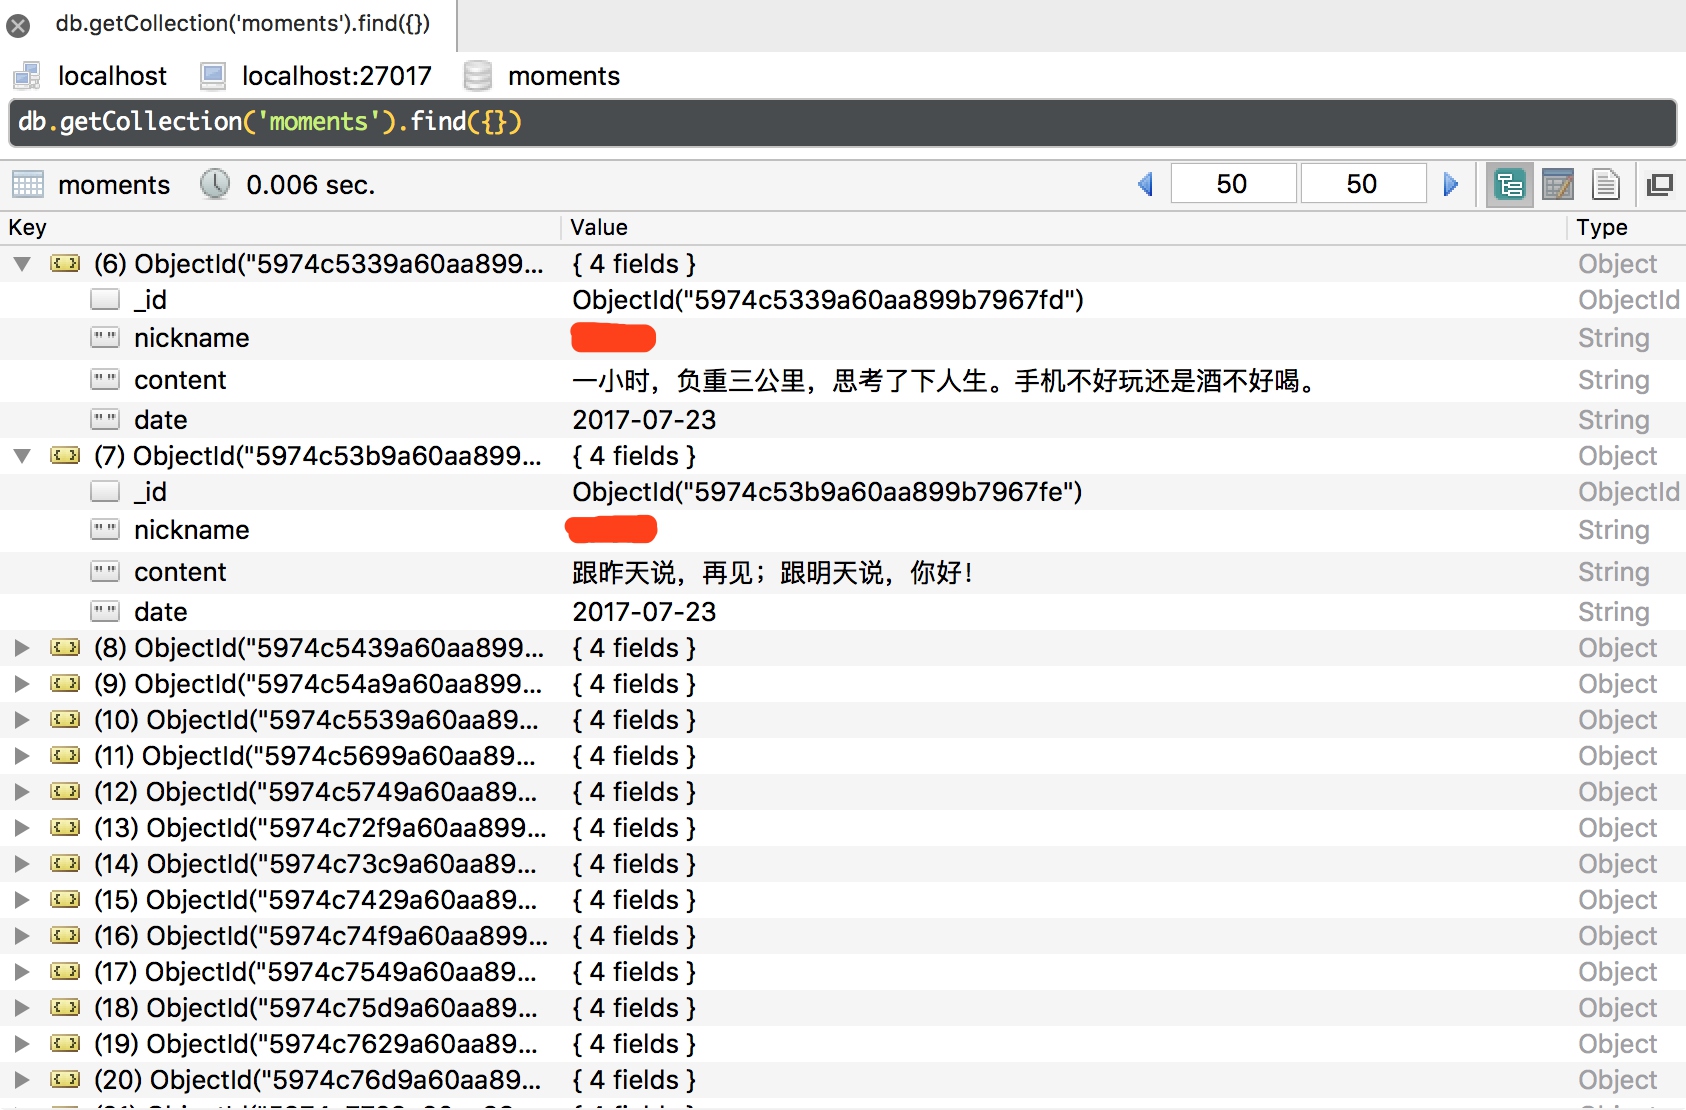 db.getCollection('moments').find({})
localhost localhost:27017 moments
db.getCollection('moments').find({})
moments 0.006 sec. 50 50
Key Value Type
(6) ObjectId("5974c5339a60aa899... { 4 fields } Object
_id ObjectId("5974c5339a60aa899b7967fd") ObjectId
nickname String
content 一小时，负重三公里，思考了下人生。手机不好玩还是酒不好喝。 String
date 2017-07-23 String
(7) ObjectId("5974c53b9a60aa899... { 4 fields } Object
_id ObjectId("5974c53b9a60aa899b7967fe") ObjectId
nickname String
content 跟昨天说，再见；跟明天说，你好！ String
date 2017-07-23 String
(8) ObjectId("5974c5439a60aa899... { 4 fields } Object
(9) ObjectId("5974c54a9a60aa899... { 4 fields } Object
(10) ObjectId("5974c5539a60aa89... { 4 fields } Object
(11) ObjectId("5974c5699a60aa89... { 4 fields } Object
(12) ObjectId("5974c5749a60aa89... { 4 fields } Object
(13) ObjectId("5974c72f9a60aa899... { 4 fields } Object
(14) ObjectId("5974c73c9a60aa89... { 4 fields } Object
(15) ObjectId("5974c7429a60aa89... { 4 fields } Object
(16) ObjectId("5974c74f9a60aa899... { 4 fields } Object
(17) ObjectId("5974c7549a60aa89... { 4 fields } Object
(18) ObjectId("5974c75d9a60aa89... { 4 fields } Object
(19) ObjectId("5974c7629a60aa89... { 4 fields } Object
(20) ObjectId("5974c76d9a60aa89... { 4 fields } Object